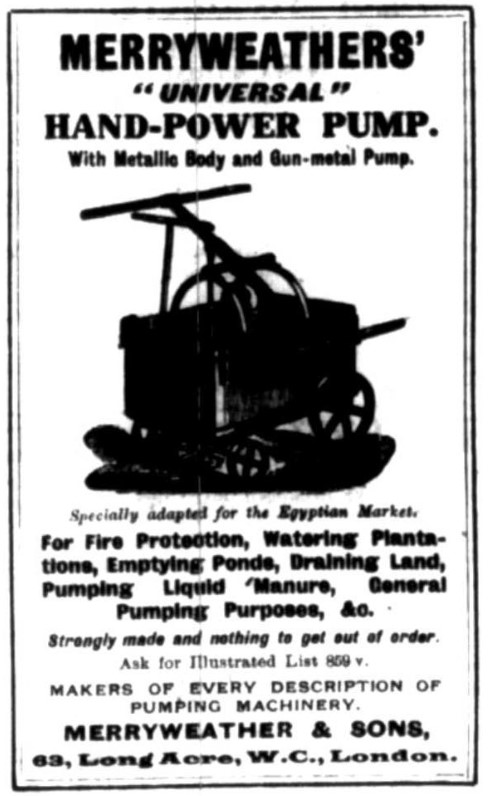 MERRYWEATHERS'
"UNIVERSAL"
HAND-POWER PUMP.
With Metallic Body and Gun-metal Pump.
Specially adapted for the Egyptian Market.
For Fire Protection, Watering Planta-
tions, Emptying Ponds, Draining Land,
Pumping Liquid 'Manure, General
Pumping Purposes, &c.
Strongly made and nothing to get out of order.
Ask for Illustrated List 859 v.
MAKERS OF EVERY DESCRIPTION OF
PUMPING MACHINERY.
MERRYWEATHER & SONS,
63, Long Acre, W.C., London.